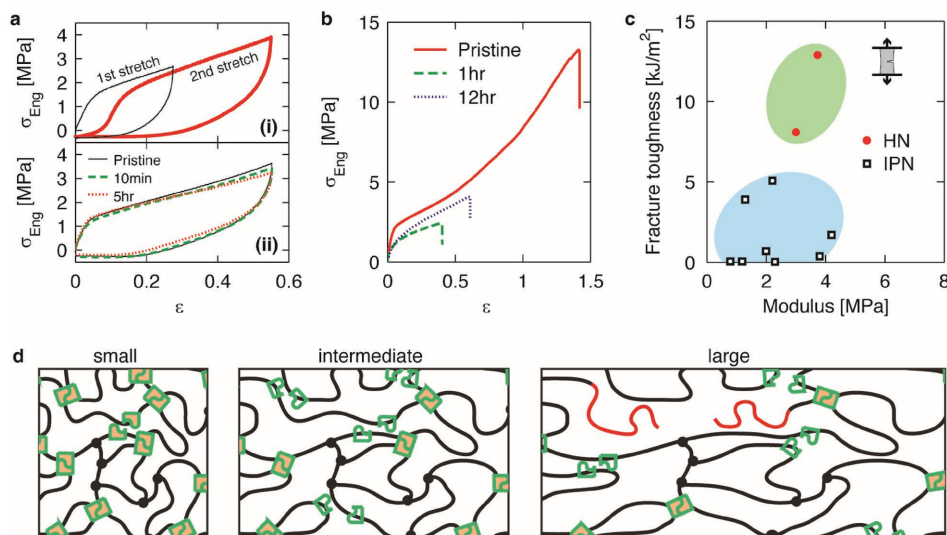 a
σEng [MPa]
4
3
2
1
0
1st stretch
2nd stretch
(i)
σEng [MPa]
4
3
2
1
0
Pristine
10min
5hr
(ii)
0 0.2 0.4 0.6
ε
b
σEng [MPa]
15
10
5
0
Pristine
1hr
12hr
0 0.5 1 1.5
ε
c
Fracture toughness [kJ/m²]
15
10
5
0
HN
IPN
0 2 4 6 8
Modulus [MPa]
d
small intermediate large